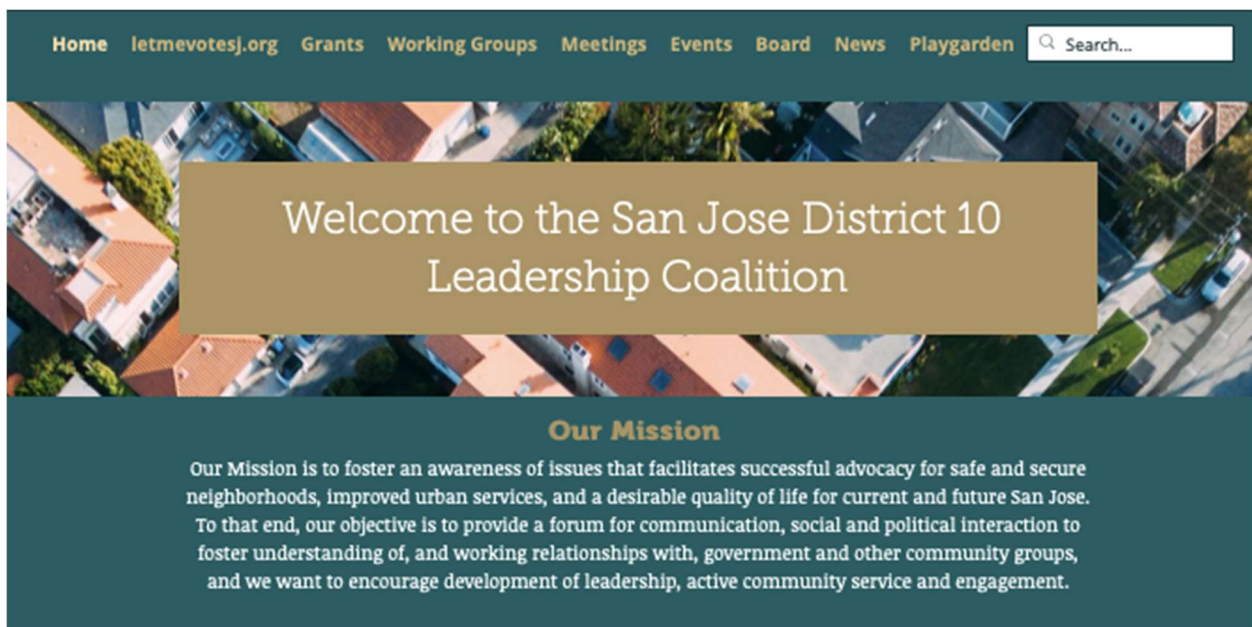 Home letmevotesj.org Grants Working Groups Meetings Events Board News Playgarden Search...
Welcome to the San Jose District 10
Leadership Coalition
Our Mission
Our Mission is to foster an awareness of issues that facilitates successful advocacy for safe and secure
neighborhoods, improved urban services, and a desirable quality of life for current and future San Jose.
To that end, our objective is to provide a forum for communication, social and political interaction to
foster understanding of, and working relationships with, government and other community groups,
and we want to encourage development of leadership, active community service and engagement.